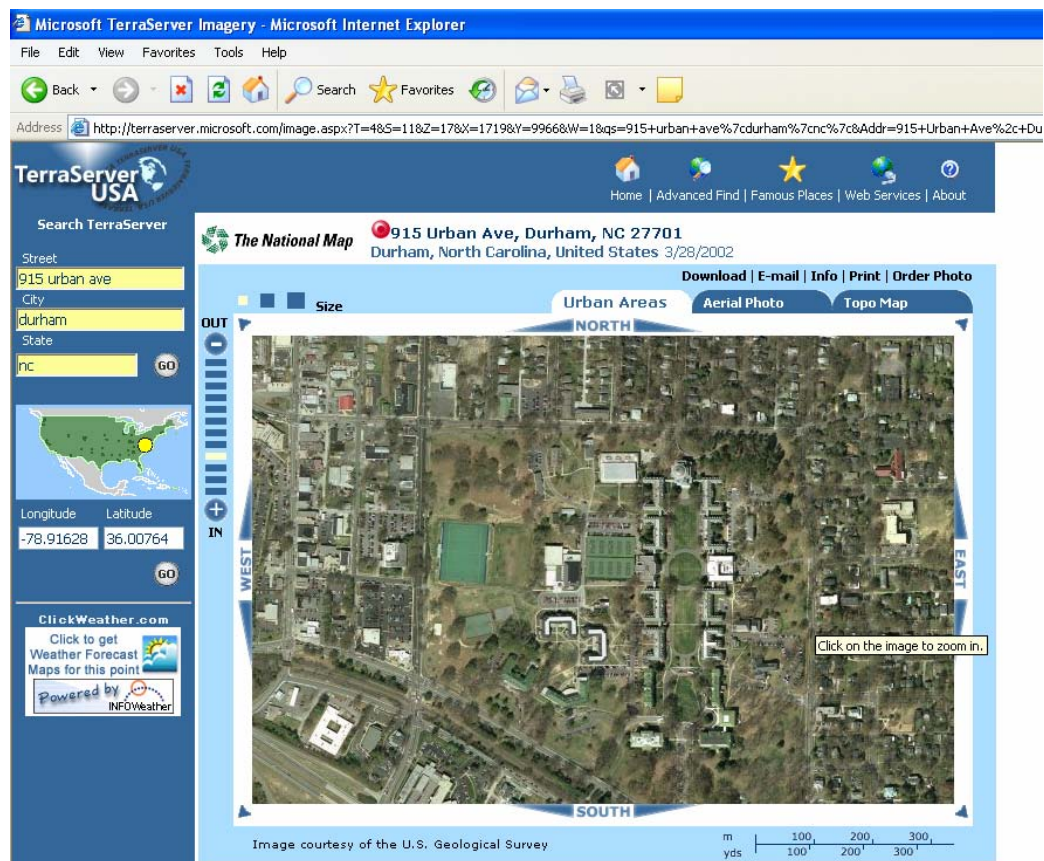 Microsoft TerraServer Imagery - Microsoft Internet Explorer
File Edit View Favorites Tools Help
Back Search Favorites
Address http://terraserver.microsoft.com/image.aspx?T=4&S=11&Z=17&X=1719&Y=9966&W=1&qs=915+urban+ave%7cdurham%7cnc%7c&Addr=915+Urban+Ave%2c+Du
TerraServer
USA
Home | Advanced Find | Famous Places | Web Services | About
Search TerraServer
The National Map
915 Urban Ave, Durham, NC 27701
Durham, North Carolina, United States 3/28/2002
Street
915 urban ave
City
durham
State
nc GO
Download | E-mail | Info | Print | Order Photo
Size
Urban Areas Aerial Photo Topo Map
OUT
NORTH
IN
WEST
EAST
Longitude Latitude
-78.91628 36.00764
GO
ClickWeather.com
Click to get
Weather Forecast
Maps for this point
Powered by
INFOWeather
Click on the image to zoom in.
SOUTH
Image courtesy of the U.S. Geological Survey
m 100 200 300
yds 100' 200' 300'